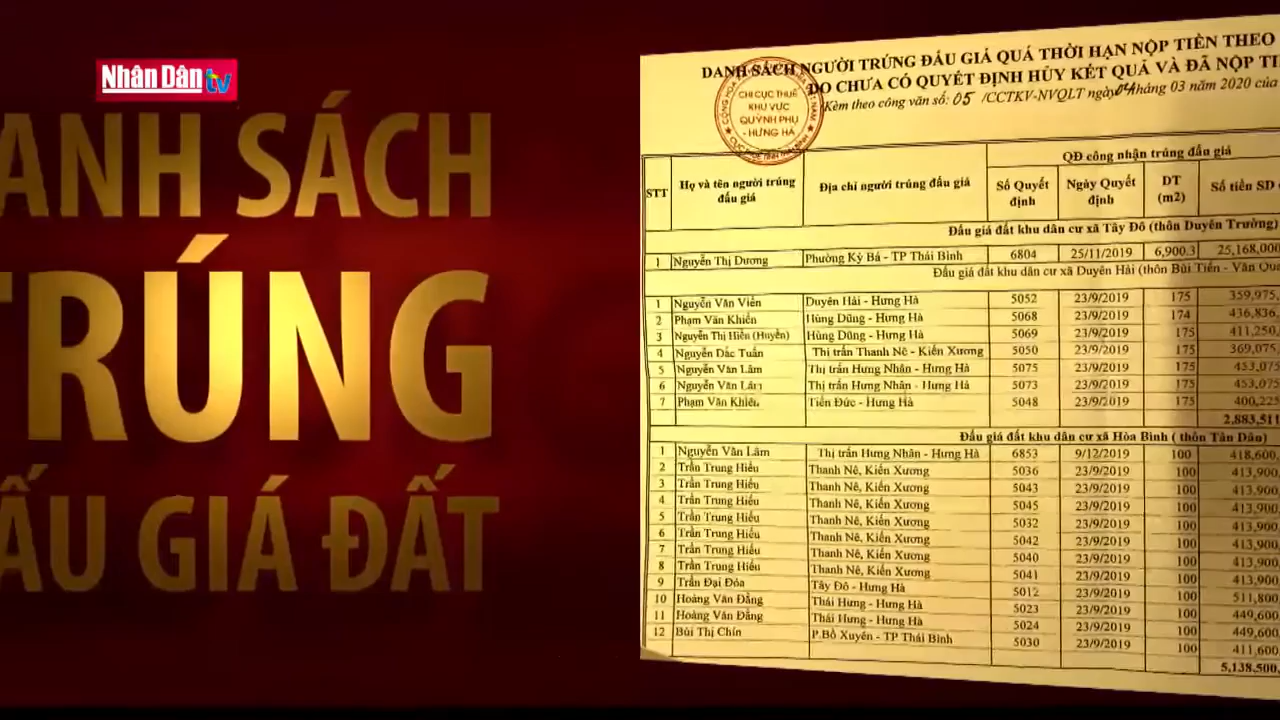 Nhân Dân tv
ANH SÁCH
TRÚNG
ẤU GIÁ ĐẤT
DANH SÁCH NGƯỜI TRÚNG ĐẤU GIẢ QUÁ THỜI HẠN NỘP TIỀN THEO
DO CHƯA CÓ QUYẾT ĐỊNH HỦY KẾT QUẢ VÀ ĐÃ NỘP TI
Kèm theo công văn số: 05 /CCTKV-NVQLT ngày 04 tháng 03 năm 2020 của
CHI CỤC THUẾ
KHU VỰC
QUỲNH PHỤ
- HƯNG HÀ
STT Họ và tên người trúng đấu giá Địa chỉ người trúng đấu giá QĐ công nhận trúng đấu giá
Số Quyết định Ngày Quyết định DT (m2) Số tiền SD
Đấu giá đất khu dân cư xã Tây Đô (thôn Duyên Trường)
1 Nguyễn Thị Dương Phường Kỳ Bá - TP Thái Bình 6804 25/11/2019 6,900.3 25,168,000
Đấu giá đất khu dân cư xã Duyên Hải (thôn Bùi Tiến - Văn Qua
1 Nguyễn Văn Viễn Duyên Hải - Hưng Hà 5052 23/9/2019 175 359,975
2 Phạm Văn Khiển Hùng Dũng - Hưng Hà 5068 23/9/2019 174 436,836
3 Nguyễn Thị Hiền (Huyền) Hùng Dũng - Hưng Hà 5069 23/9/2019 175 411,250
4 Nguyễn Đắc Tuấn Thị trấn Thanh Nê - Kiến Xương 5050 23/9/2019 175 369,075
5 Nguyễn Văn Lâm Thị trấn Hưng Nhân - Hưng Hà 5075 23/9/2019 175 453,075
6 Nguyễn Văn Lâm Thị trấn Hưng Nhân - Hưng Hà 5073 23/9/2019 175 453,075
7 Phạm Văn Khiêu Tiến Đức - Hưng Hà 5048 23/9/2019 175 400,225
2,883,511
Đấu giá đất khu dân cư xã Hòa Bình ( thôn Tân Dân)
1 Nguyễn Văn Lâm Thị trấn Hưng Nhân - Hưng Hà 6853 9/12/2019 100 418,600
2 Trần Trung Hiếu Thanh Nê, Kiến Xương 5036 23/9/2019 100 413,900
3 Trần Trung Hiếu Thanh Nê, Kiến Xương 5043 23/9/2019 100 413,900
4 Trần Trung Hiếu Thanh Nê, Kiến Xương 5045 23/9/2019 100 413,900
5 Trần Trung Hiếu Thanh Nê, Kiến Xương 5032 23/9/2019 100 413,900
6 Trần Trung Hiếu Thanh Nê, Kiến Xương 5042 23/9/2019 100 413,900
7 Trần Trung Hiếu Thanh Nê, Kiến Xương 5040 23/9/2019 100 413,900
8 Trần Trung Hiếu Thanh Nê, Kiến Xương 5041 23/9/2019 100 413,900
9 Trần Đại Đóa Tây Đô - Hưng Hà 5012 23/9/2019 100 511,800
10 Hoàng Văn Đẳng Thái Hưng - Hưng Hà 5023 23/9/2019 100 449,600
11 Hoàng Văn Đẳng Thái Hưng - Hưng Hà 5024 23/9/2019 100 449,600
12 Bùi Thị Chín P.Bồ Xuyên - TP Thái Bình 5030 23/9/2019 100 411,600
5,138,500